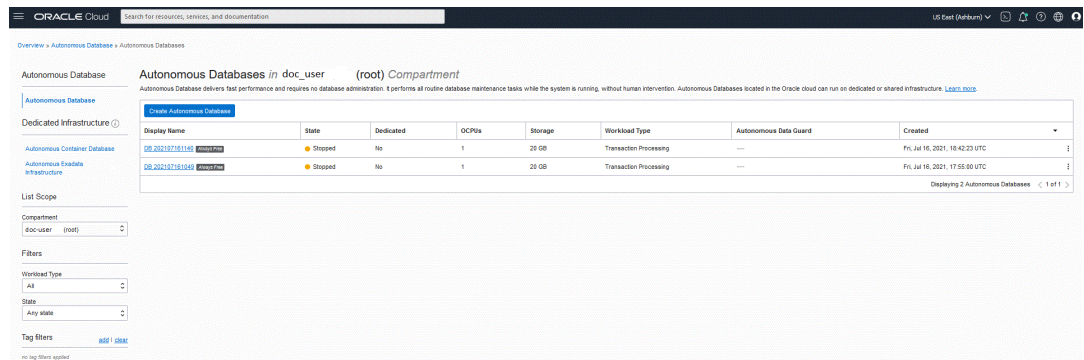 ORACLE Cloud
Search for resources, services, and documentation
US East (Ashburn)
Overview » Autonomous Database » Autonomous Databases
Autonomous Database
Autonomous Database
Dedicated Infrastructure
Autonomous Container Database
Autonomous Exadata
Infrastructure
List Scope
Compartment
doc-user (root)
Filters
Workload Type
All
State
Any state
Tag filters add | clear
no tag filters applied
Autonomous Databases in doc_user (root) Compartment
Autonomous Database delivers fast performance and requires no database administration. It performs all routine database maintenance tasks while the system is running, without human intervention. Autonomous Databases located in the Oracle cloud can run on dedicated or shared infrastructure. Learn more.
Create Autonomous Database
Display Name State Dedicated OCPUs Storage Workload Type Autonomous Data Guard Created
DB 202107161140 Always Free Stopped No 1 20 GB Transaction Processing — Fri, Jul 16, 2021, 18:42:23 UTC
DB 202107161049 Always Free Stopped No 1 20 GB Transaction Processing — Fri, Jul 16, 2021, 17:55:00 UTC
Displaying 2 Autonomous Databases < 1 of 1 >